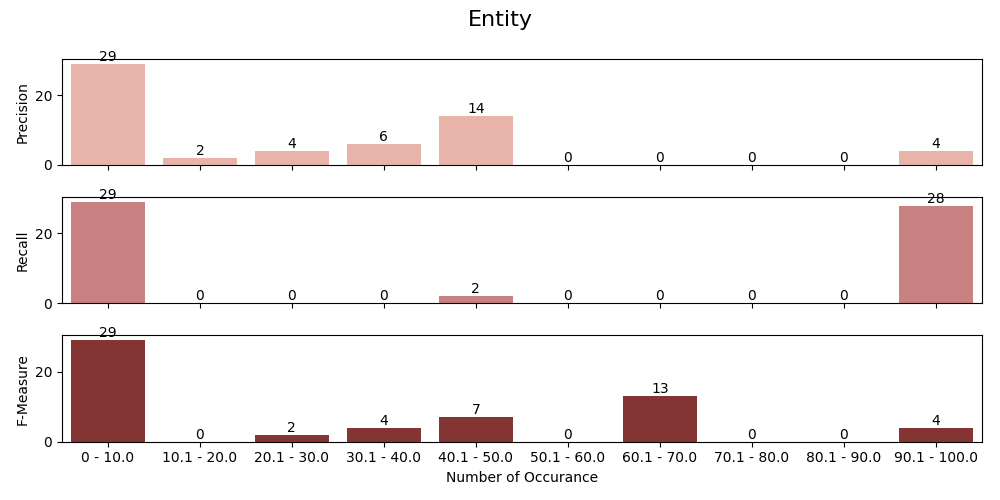 Entity
29 2 4 6 14 0 0 0 0 4
20
0
Precision
29 0 0 0 2 0 0 0 0 28
20
0
Recall
29 0 2 4 7 0 13 0 0 4
20
0
F-Measure
0 - 10.0 10.1 - 20.0 20.1 - 30.0 30.1 - 40.0 40.1 - 50.0 50.1 - 60.0 60.1 - 70.0 70.1 - 80.0 80.1 - 90.0 90.1 - 100.0
Number of Occurance